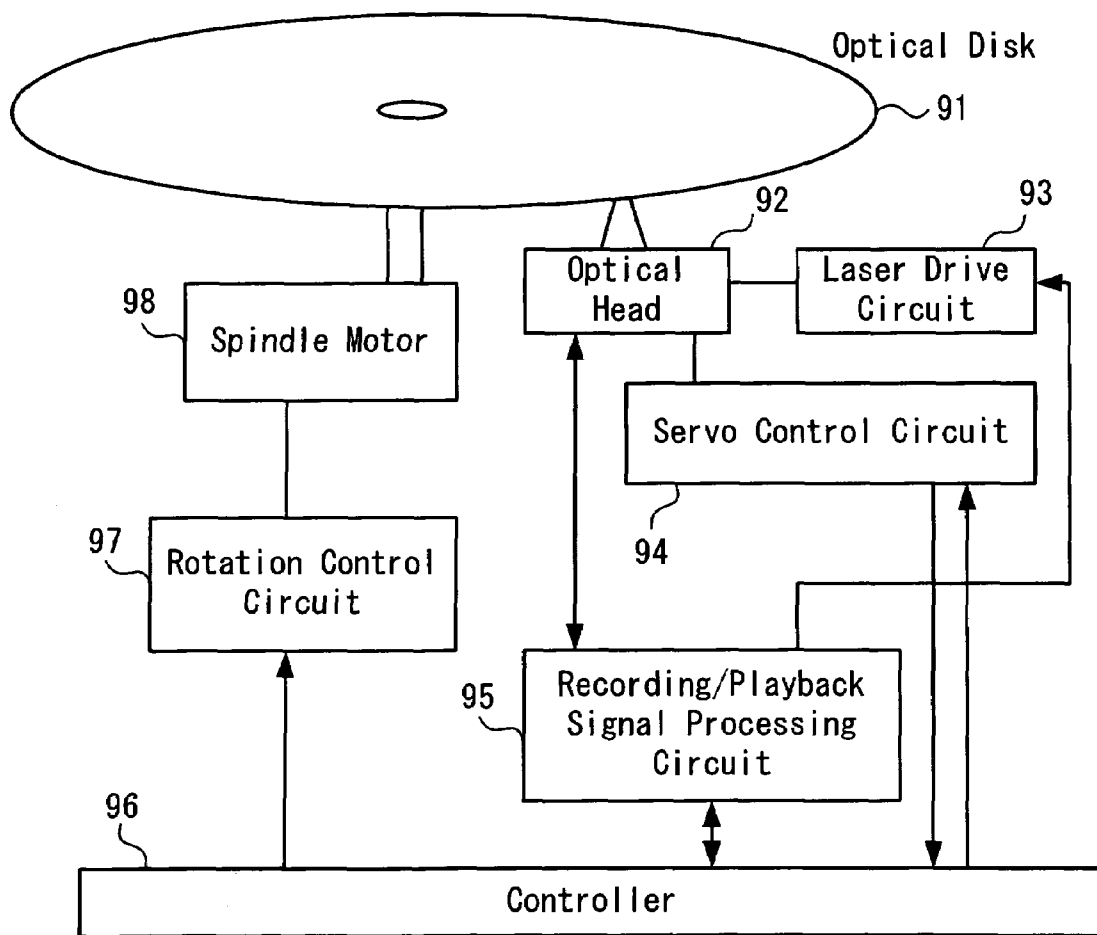 Optical Disk
91
92
93
Optical
Head
Laser Drive
Circuit
98
Spindle Motor
Servo Control Circuit
94
97
Rotation Control
Circuit
95
Recording/Playback
Signal Processing
Circuit
96
Controller